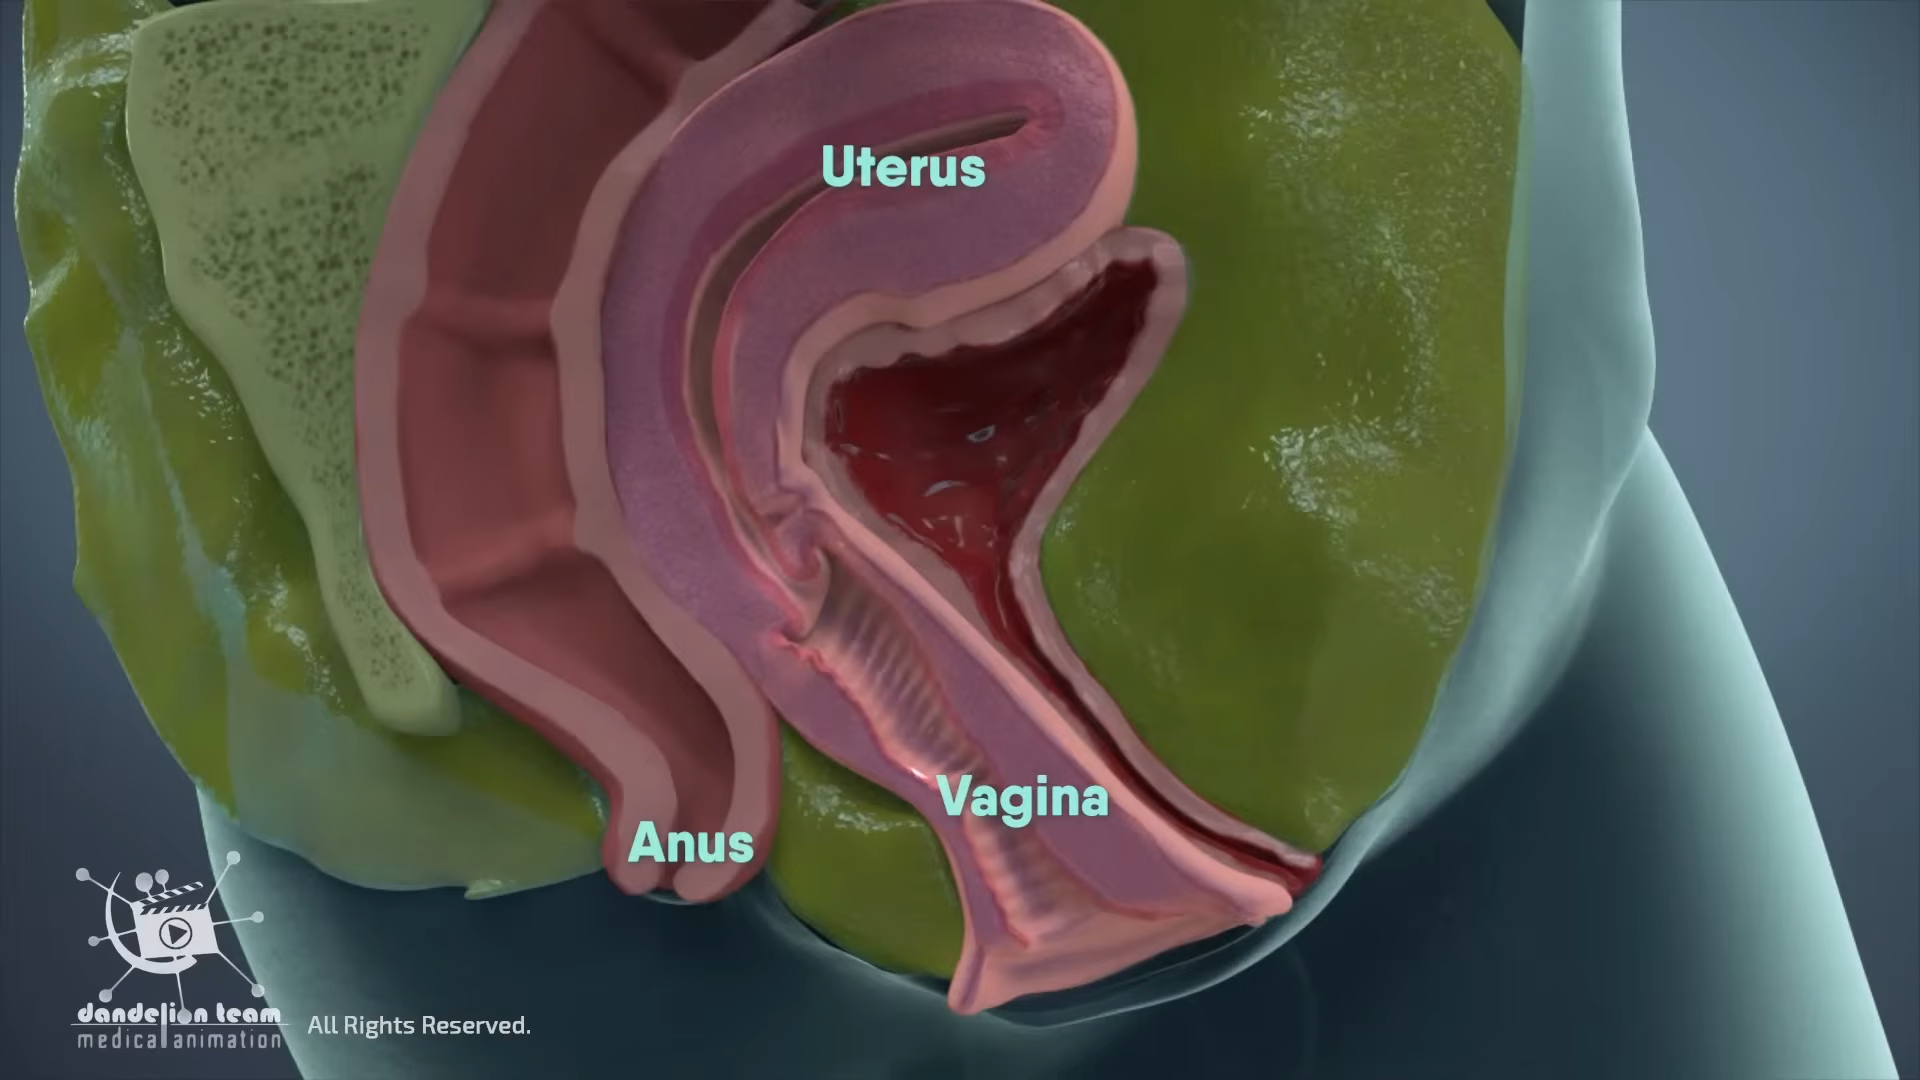 Uterus
Vagina
Anus
dandelion team
medical animation
All Rights Reserved.